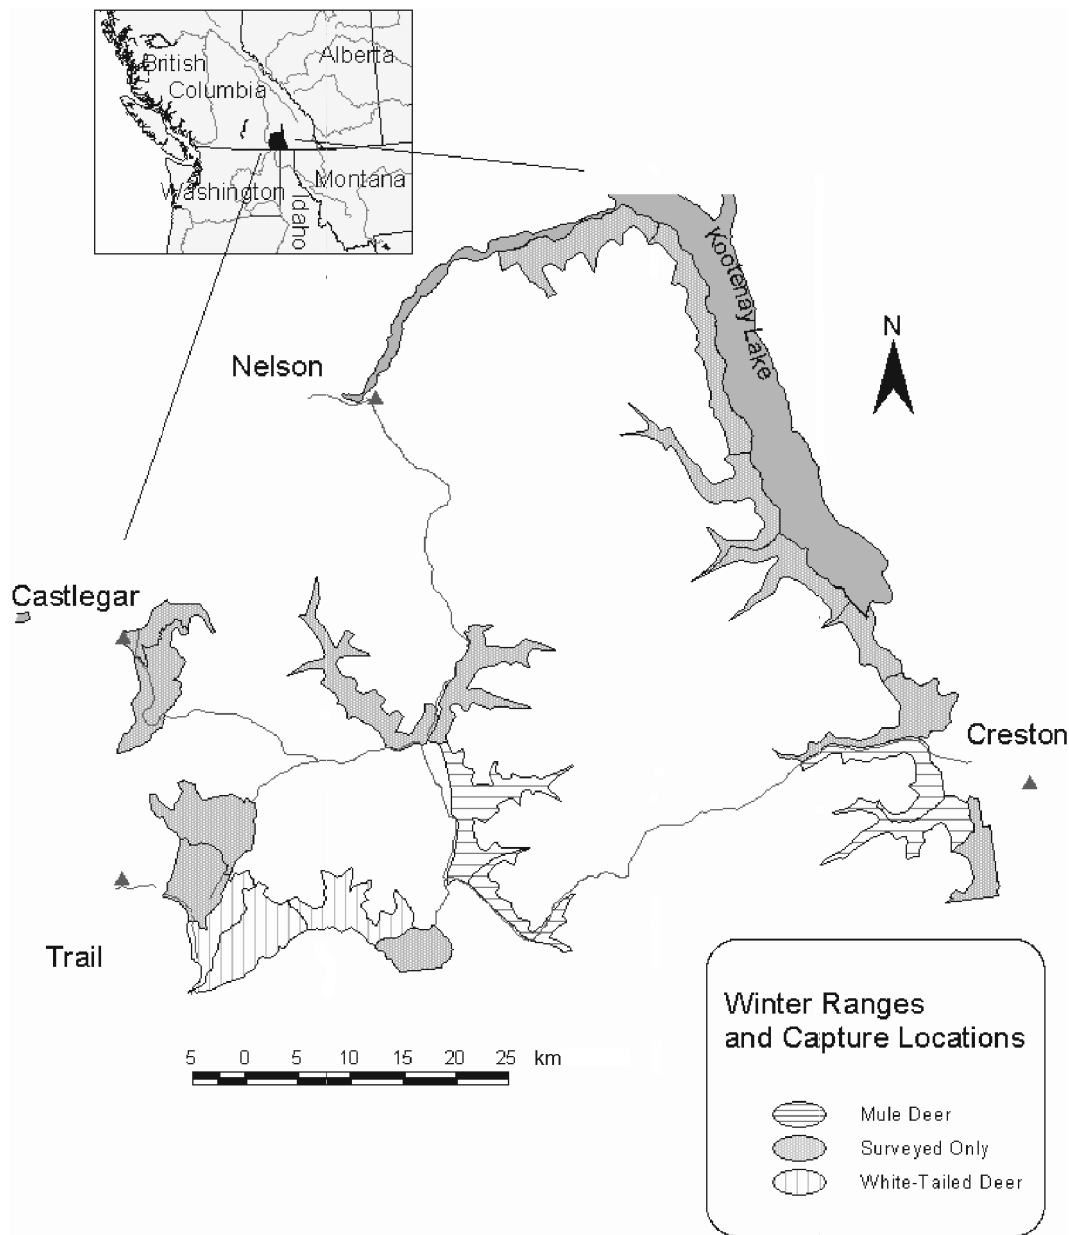 British
Columbia
Alberta
Washington
Idaho
Montana
Kootenay Lake
N
Nelson
Castlegar
Creston
Trail
5 0 5 10 15 20 25 km
Winter Ranges
and Capture Locations
Mule Deer
Surveyed Only
White-Tailed Deer